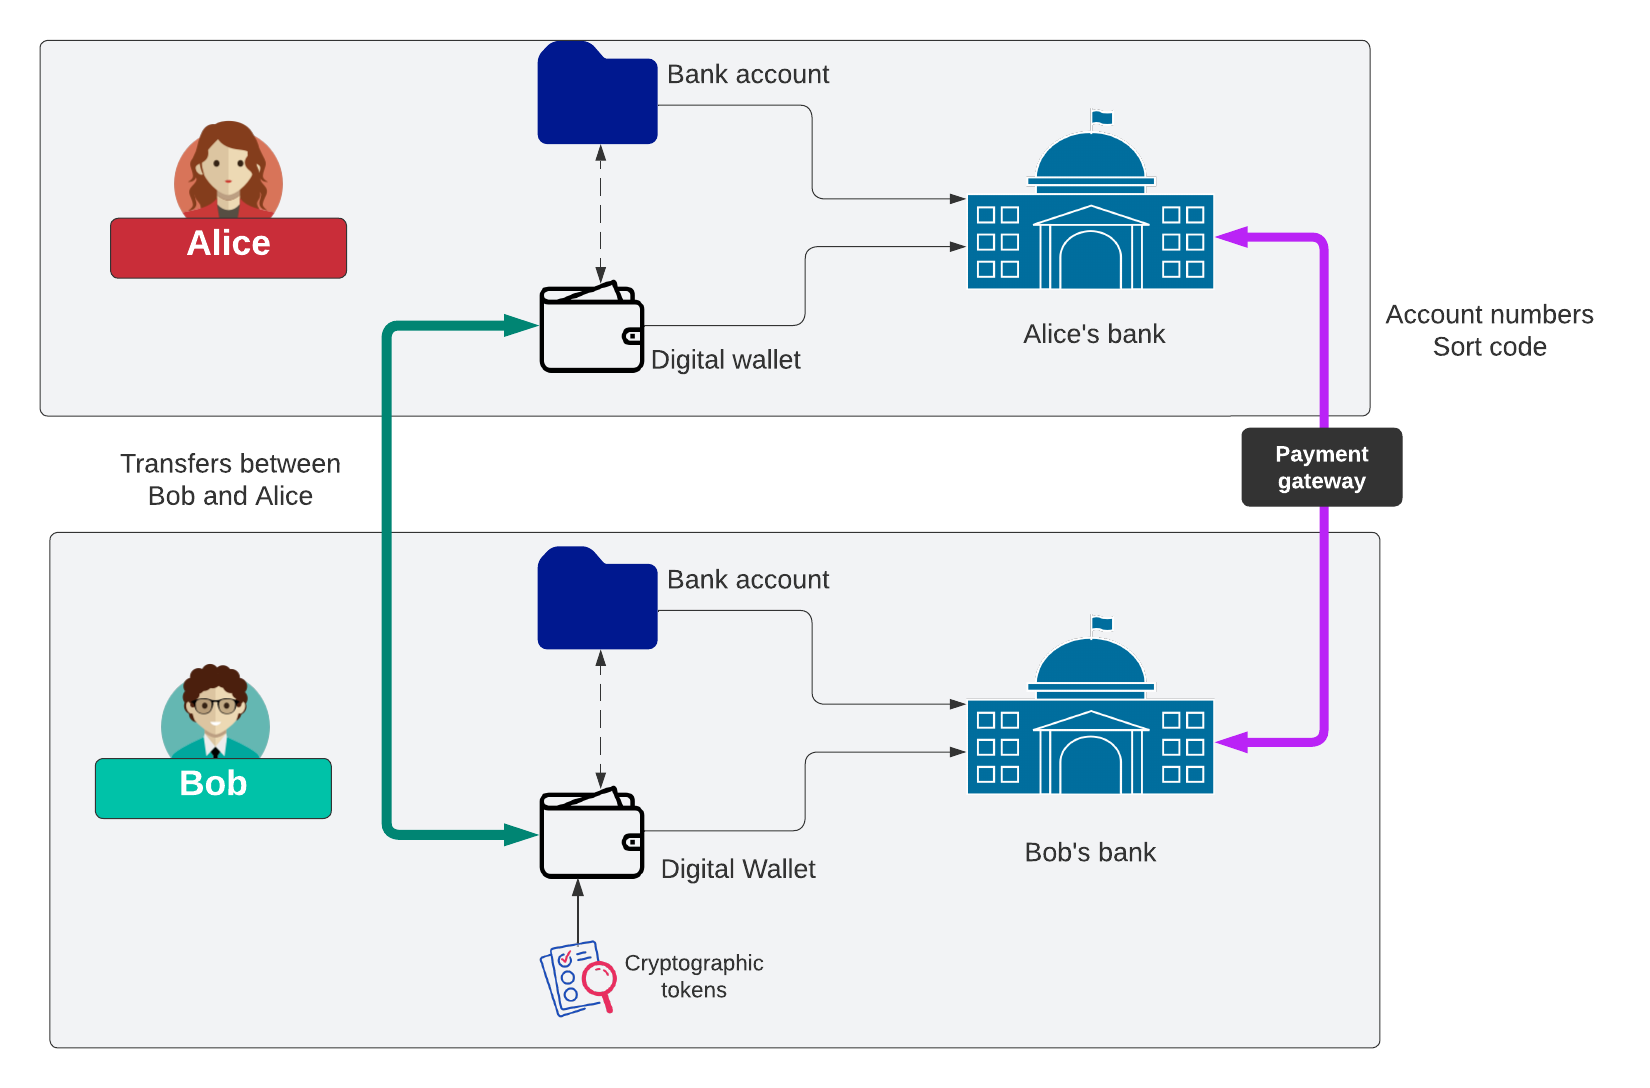 Bank account
Alice
Digital wallet
Alice's bank
Account numbers
Sort code
Transfers between
Bob and Alice
Payment
gateway
Bank account
Bob
Digital Wallet
Bob's bank
Cryptographic
tokens